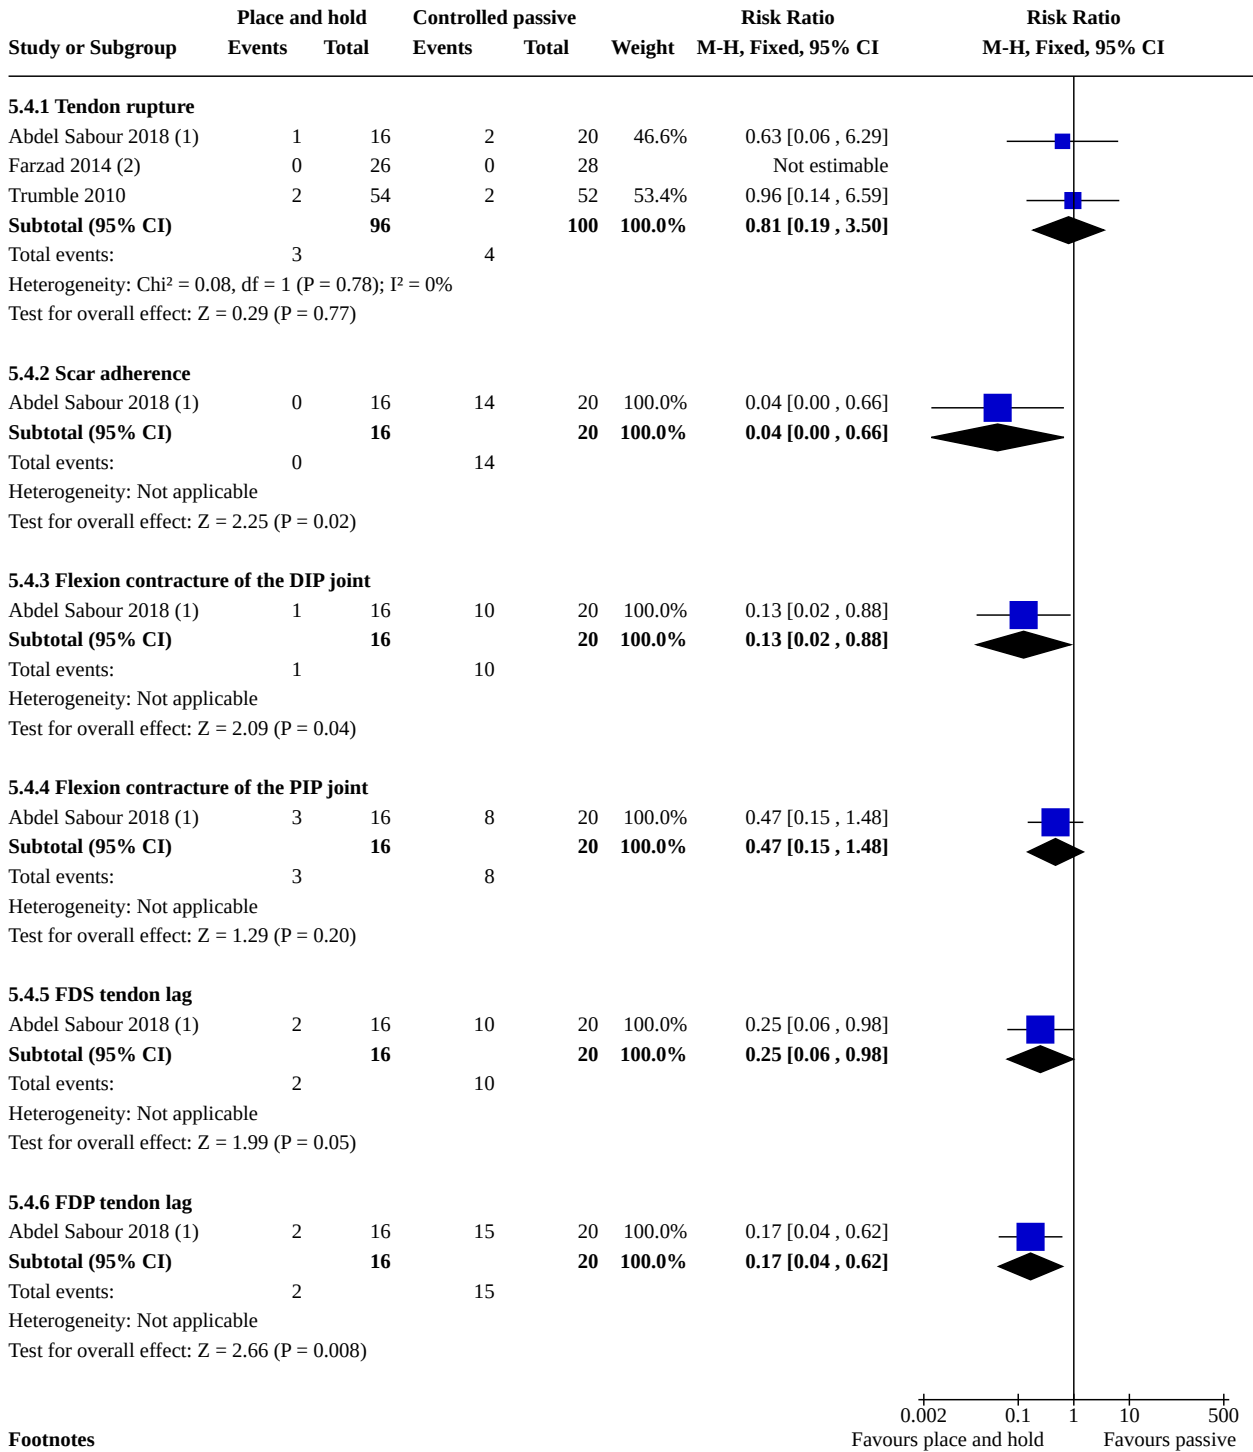 Place and hold Controlled passive Risk Ratio Risk Ratio
Study or Subgroup Events Total Events Total Weight M-H, Fixed, 95% CI M-H, Fixed, 95% CI
5.4.1 Tendon rupture
Abdel Sabour 2018 (1) 1 16 2 20 46.6% 0.63 [0.06 , 6.29]
Farzad 2014 (2) 0 26 0 28 Not estimable
Trumble 2010 2 54 2 52 53.4% 0.96 [0.14 , 6.59]
Subtotal (95% CI) 96 100 100.0% 0.81 [0.19 , 3.50]
Total events: 3 4
Heterogeneity: Chi² = 0.08, df = 1 (P = 0.78); I² = 0%
Test for overall effect: Z = 0.29 (P = 0.77)
5.4.2 Scar adherence
Abdel Sabour 2018 (1) 0 16 14 20 100.0% 0.04 [0.00 , 0.66]
Subtotal (95% CI) 16 20 100.0% 0.04 [0.00 , 0.66]
Total events: 0 14
Heterogeneity: Not applicable
Test for overall effect: Z = 2.25 (P = 0.02)
5.4.3 Flexion contracture of the DIP joint
Abdel Sabour 2018 (1) 1 16 10 20 100.0% 0.13 [0.02 , 0.88]
Subtotal (95% CI) 16 20 100.0% 0.13 [0.02 , 0.88]
Total events: 1 10
Heterogeneity: Not applicable
Test for overall effect: Z = 2.09 (P = 0.04)
5.4.4 Flexion contracture of the PIP joint
Abdel Sabour 2018 (1) 3 16 8 20 100.0% 0.47 [0.15 , 1.48]
Subtotal (95% CI) 16 20 100.0% 0.47 [0.15 , 1.48]
Total events: 3 8
Heterogeneity: Not applicable
Test for overall effect: Z = 1.29 (P = 0.20)
5.4.5 FDS tendon lag
Abdel Sabour 2018 (1) 2 16 10 20 100.0% 0.25 [0.06 , 0.98]
Subtotal (95% CI) 16 20 100.0% 0.25 [0.06 , 0.98]
Total events: 2 10
Heterogeneity: Not applicable
Test for overall effect: Z = 1.99 (P = 0.05)
5.4.6 FDP tendon lag
Abdel Sabour 2018 (1) 2 16 15 20 100.0% 0.17 [0.04 , 0.62]
Subtotal (95% CI) 16 20 100.0% 0.17 [0.04 , 0.62]
Total events: 2 15
Heterogeneity: Not applicable
Test for overall effect: Z = 2.66 (P = 0.008)
0.002 0.1 1 10 500
Footnotes Favours place and hold Favours passive